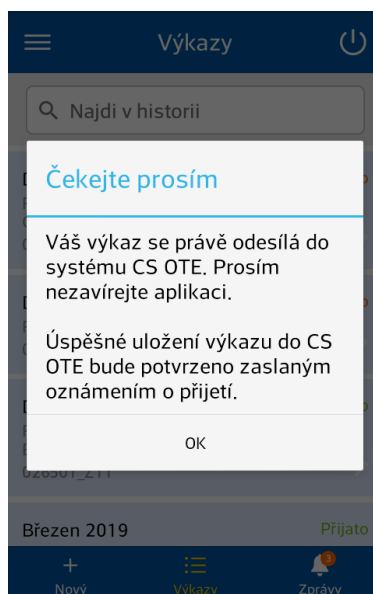 Výkazy
Najdi v historii
Čekejte prosím
Váš výkaz se právě odesílá do
systému CS OTE. Prosím
nezavírejte aplikaci.
Úspěšné uložení výkazu do CS
OTE bude potvrzeno zaslaným
oznámením o přijetí.
OK
Březen 2019
Přijato
3
Nový
Výkazy
Zprávy